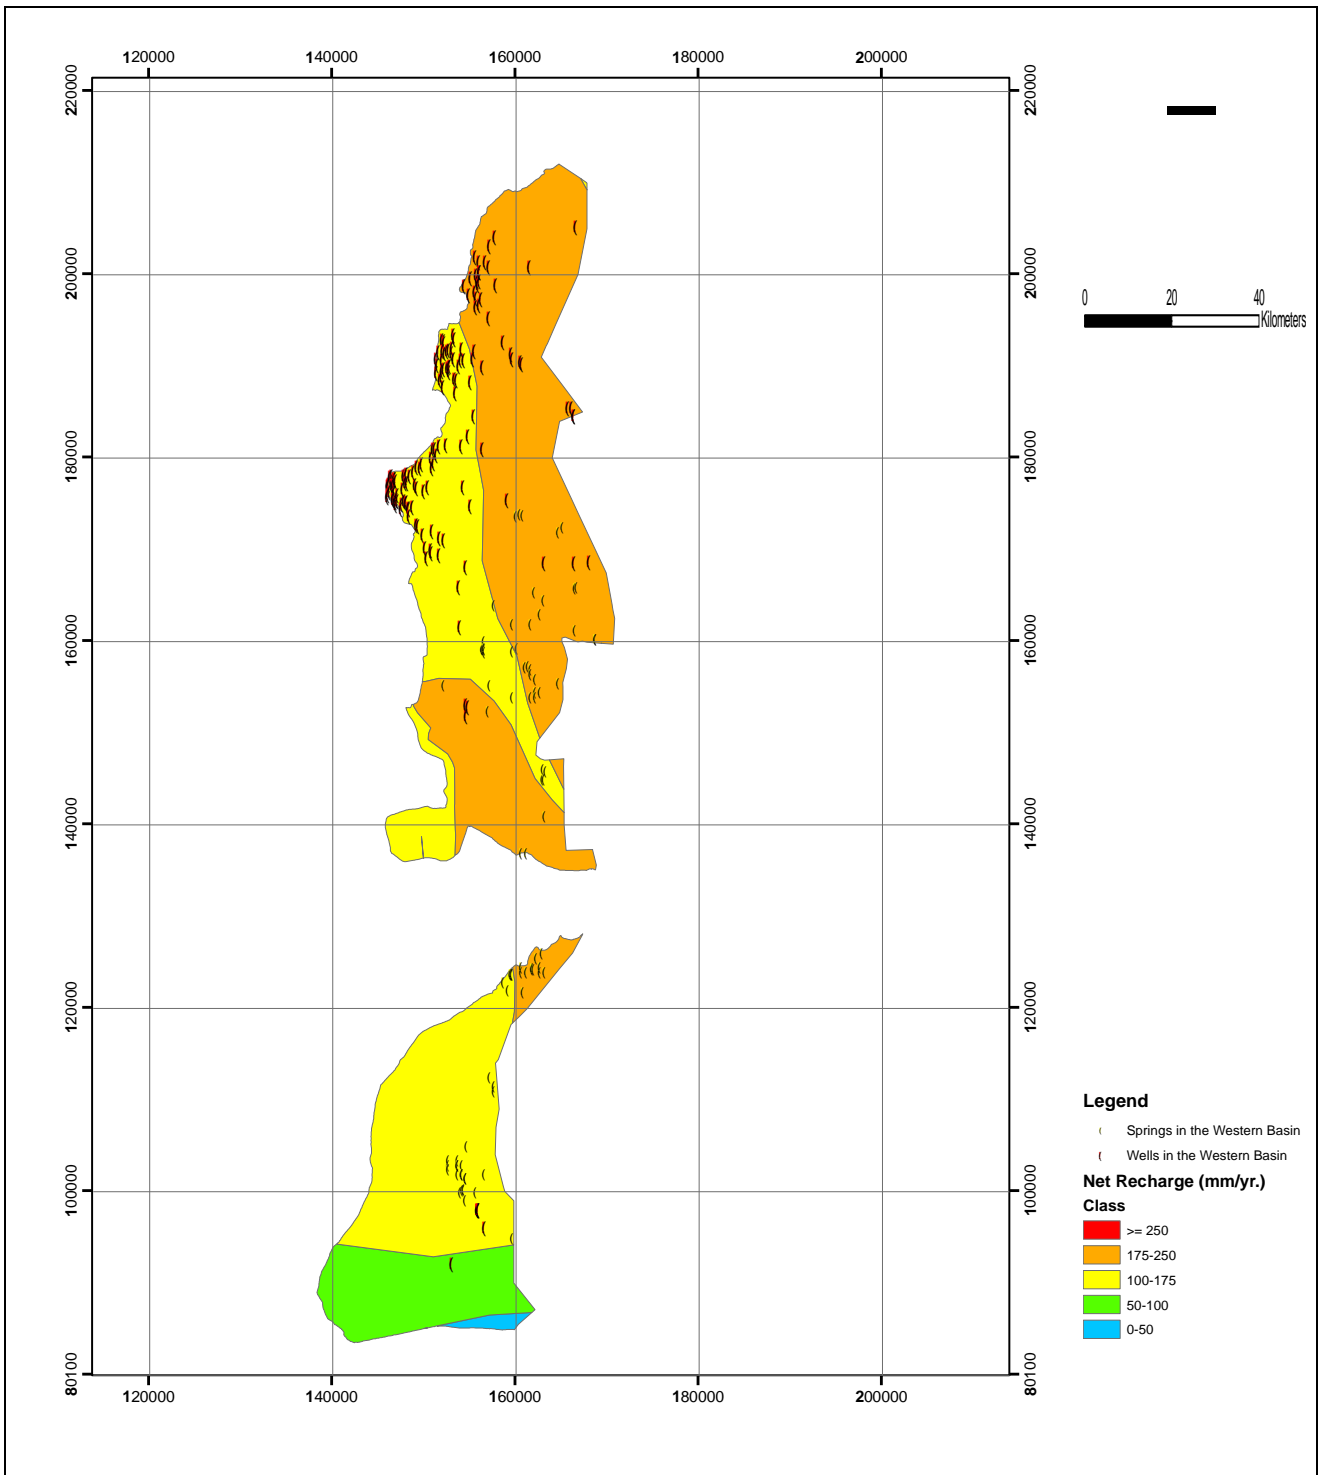 120000 140000 160000 180000 200000
220000 220000
200000 200000
0 20 40
Kilometers
180000 180000
160000 160000
140000 140000
120000 120000
Legend
Springs in the Western Basin
Wells in the Western Basin
Net Recharge (mm/yr.)
Class
100000 100000
>= 250
175-250
100-175
50-100
0-50
80100 80100
120000 140000 160000 180000 200000